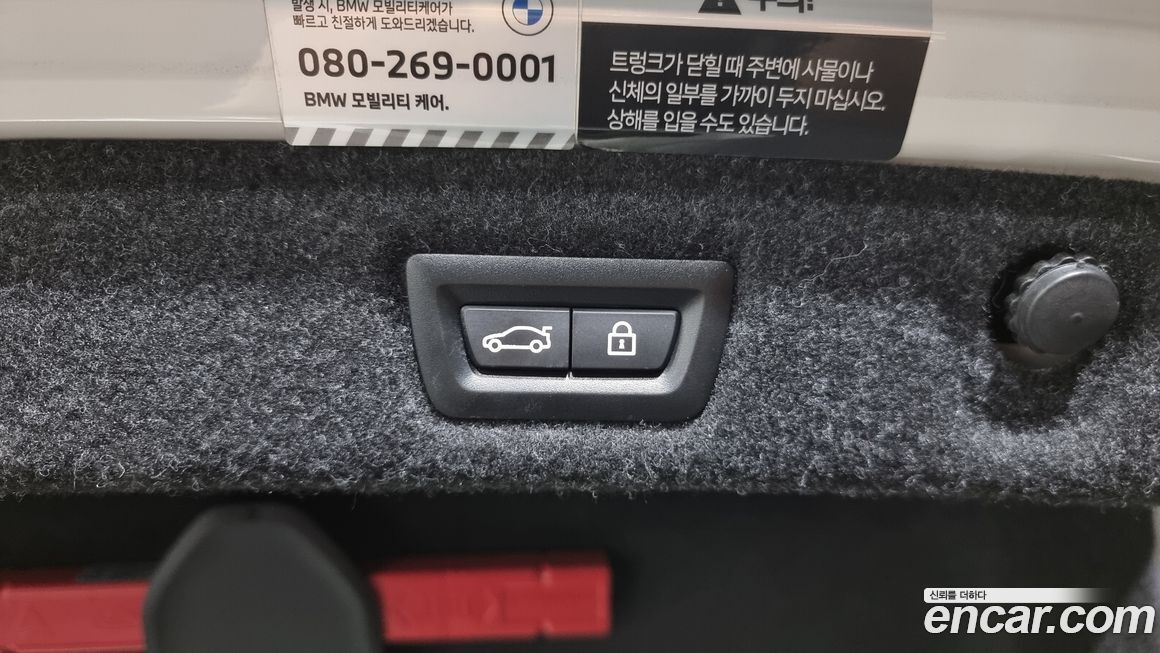 발생 시, BMW 모빌리티케어가
빠르고 친절하게 도와드리겠습니다.
080-269-0001
BMW 모빌리티 케어.
트렁크가 닫힐 때 주변에 사물이나
신체의 일부를 가까이 두지 마십시오.
상해를 입을 수도 있습니다.
신뢰를 더하다
encar.com